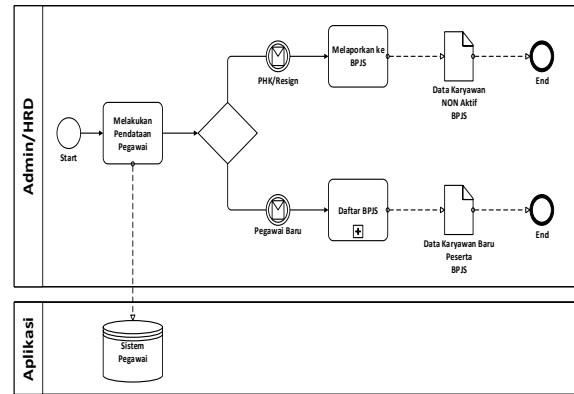 Admin/HRD
Start
Melakukan
Pendataan
Pegawai
PHK/Resign
Melaporkan ke
BPJS
Data Karyawan
NON Aktif
BPJS
End
Pegawai Baru
Daftar BPJS
Data Karyawan Baru
Peserta
BPJS
End
Aplikasi
Sistem
Pegawai